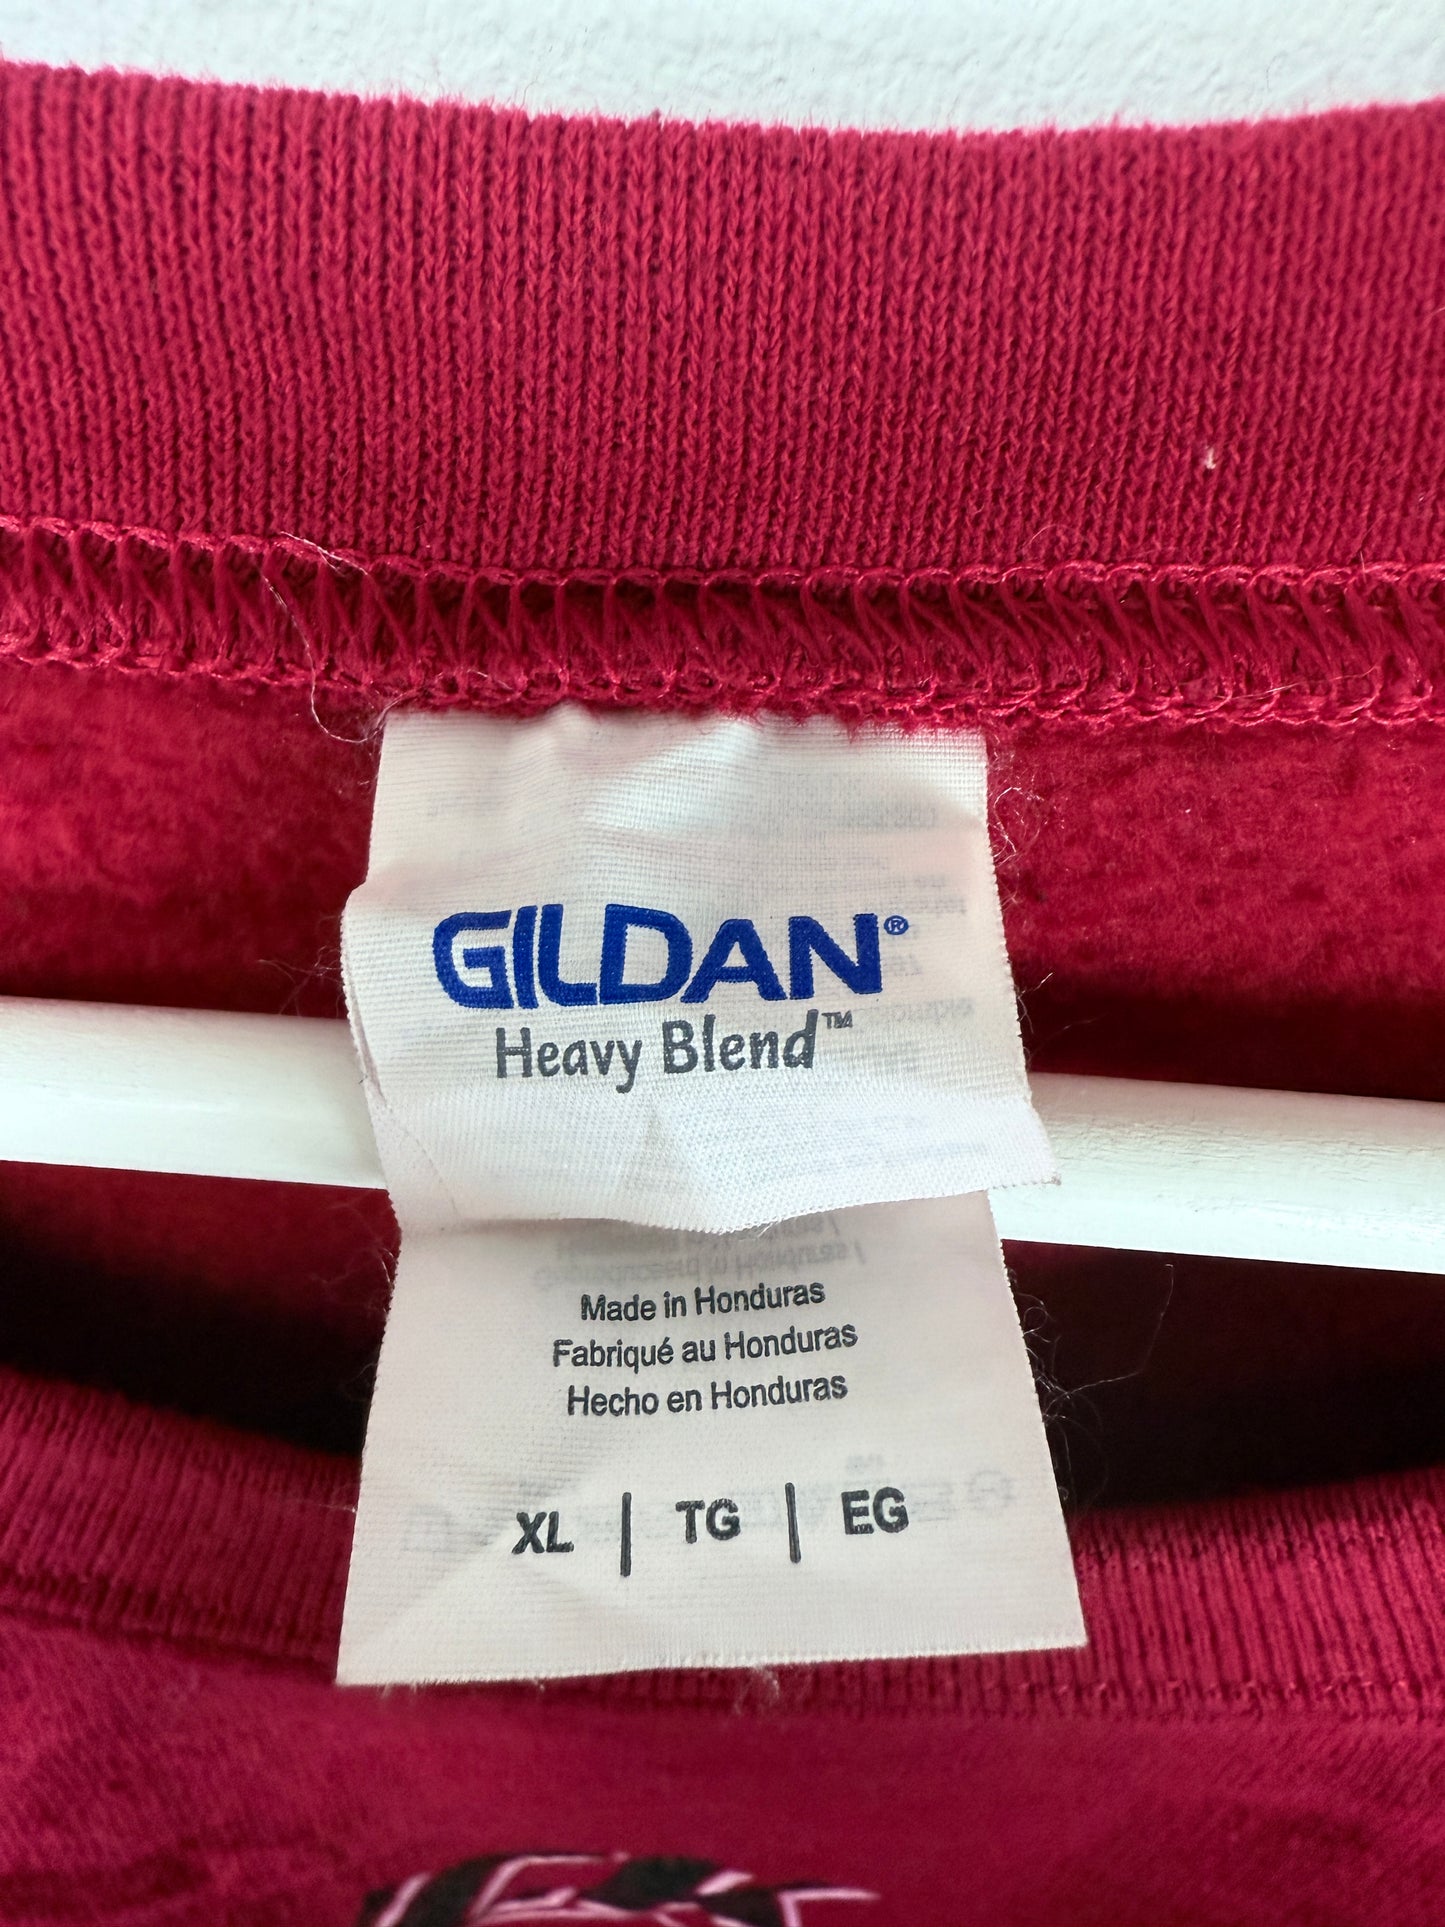 GILDAN®
Heavy Blend™
Made in Honduras
Fabriqué au Honduras
Hecho en Honduras
XL | TG | EG